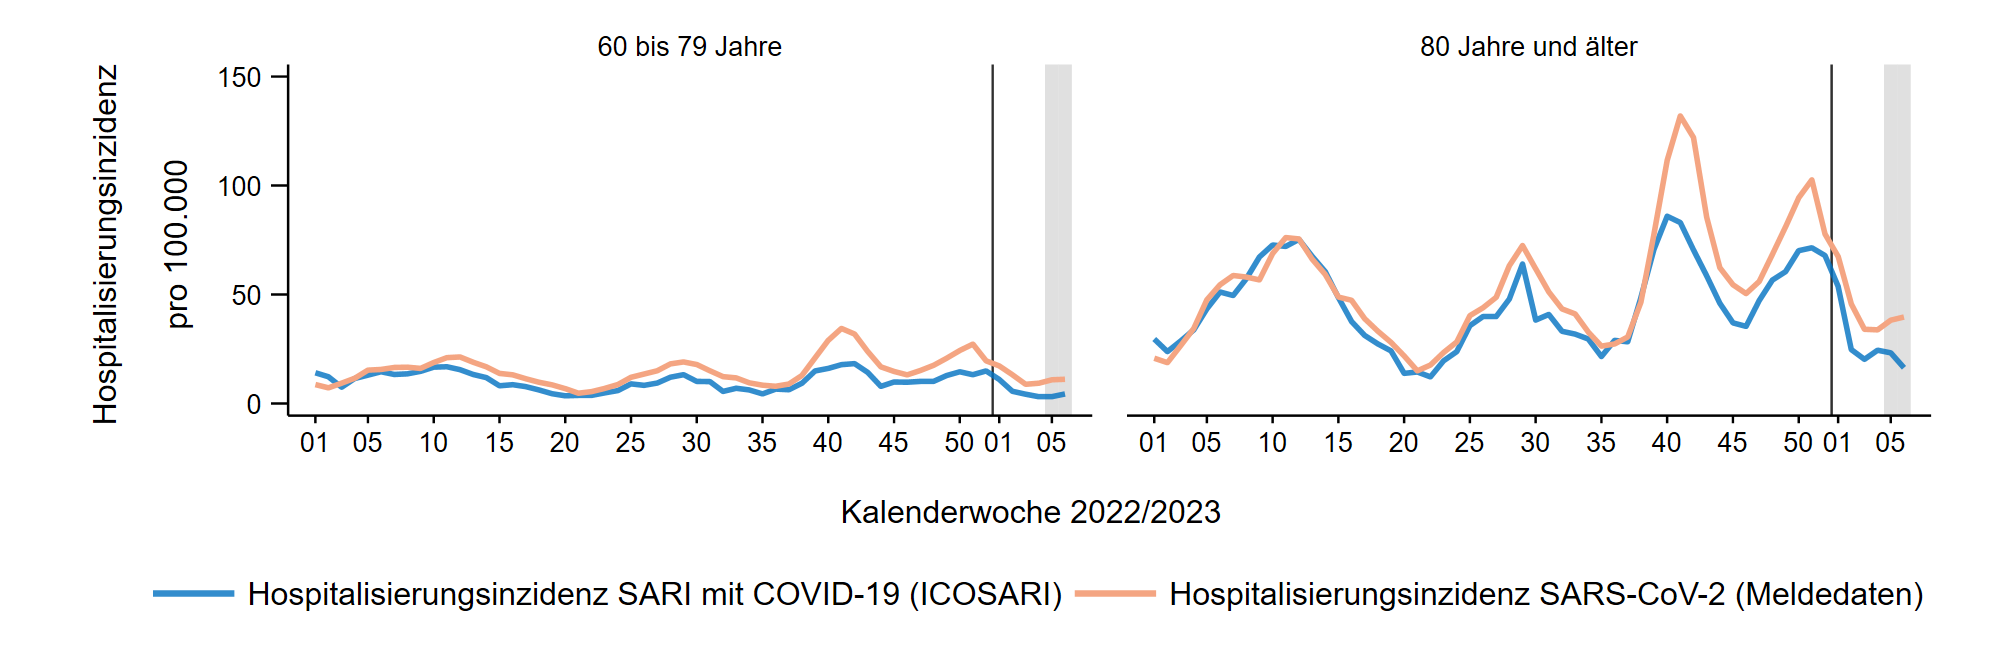 60 bis 79 Jahre
80 Jahre und älter
Hospitalisierungsinzidenz
pro 100.000
150
100
50
0
01 05 10 15 20 25 30 35 40 45 50 01 05
01 05 10 15 20 25 30 35 40 45 50 01 05
Kalenderwoche 2022/2023
Hospitalisierungsinzidenz SARI mit COVID-19 (ICOSARI)
Hospitalisierungsinzidenz SARS-CoV-2 (Meldedaten)